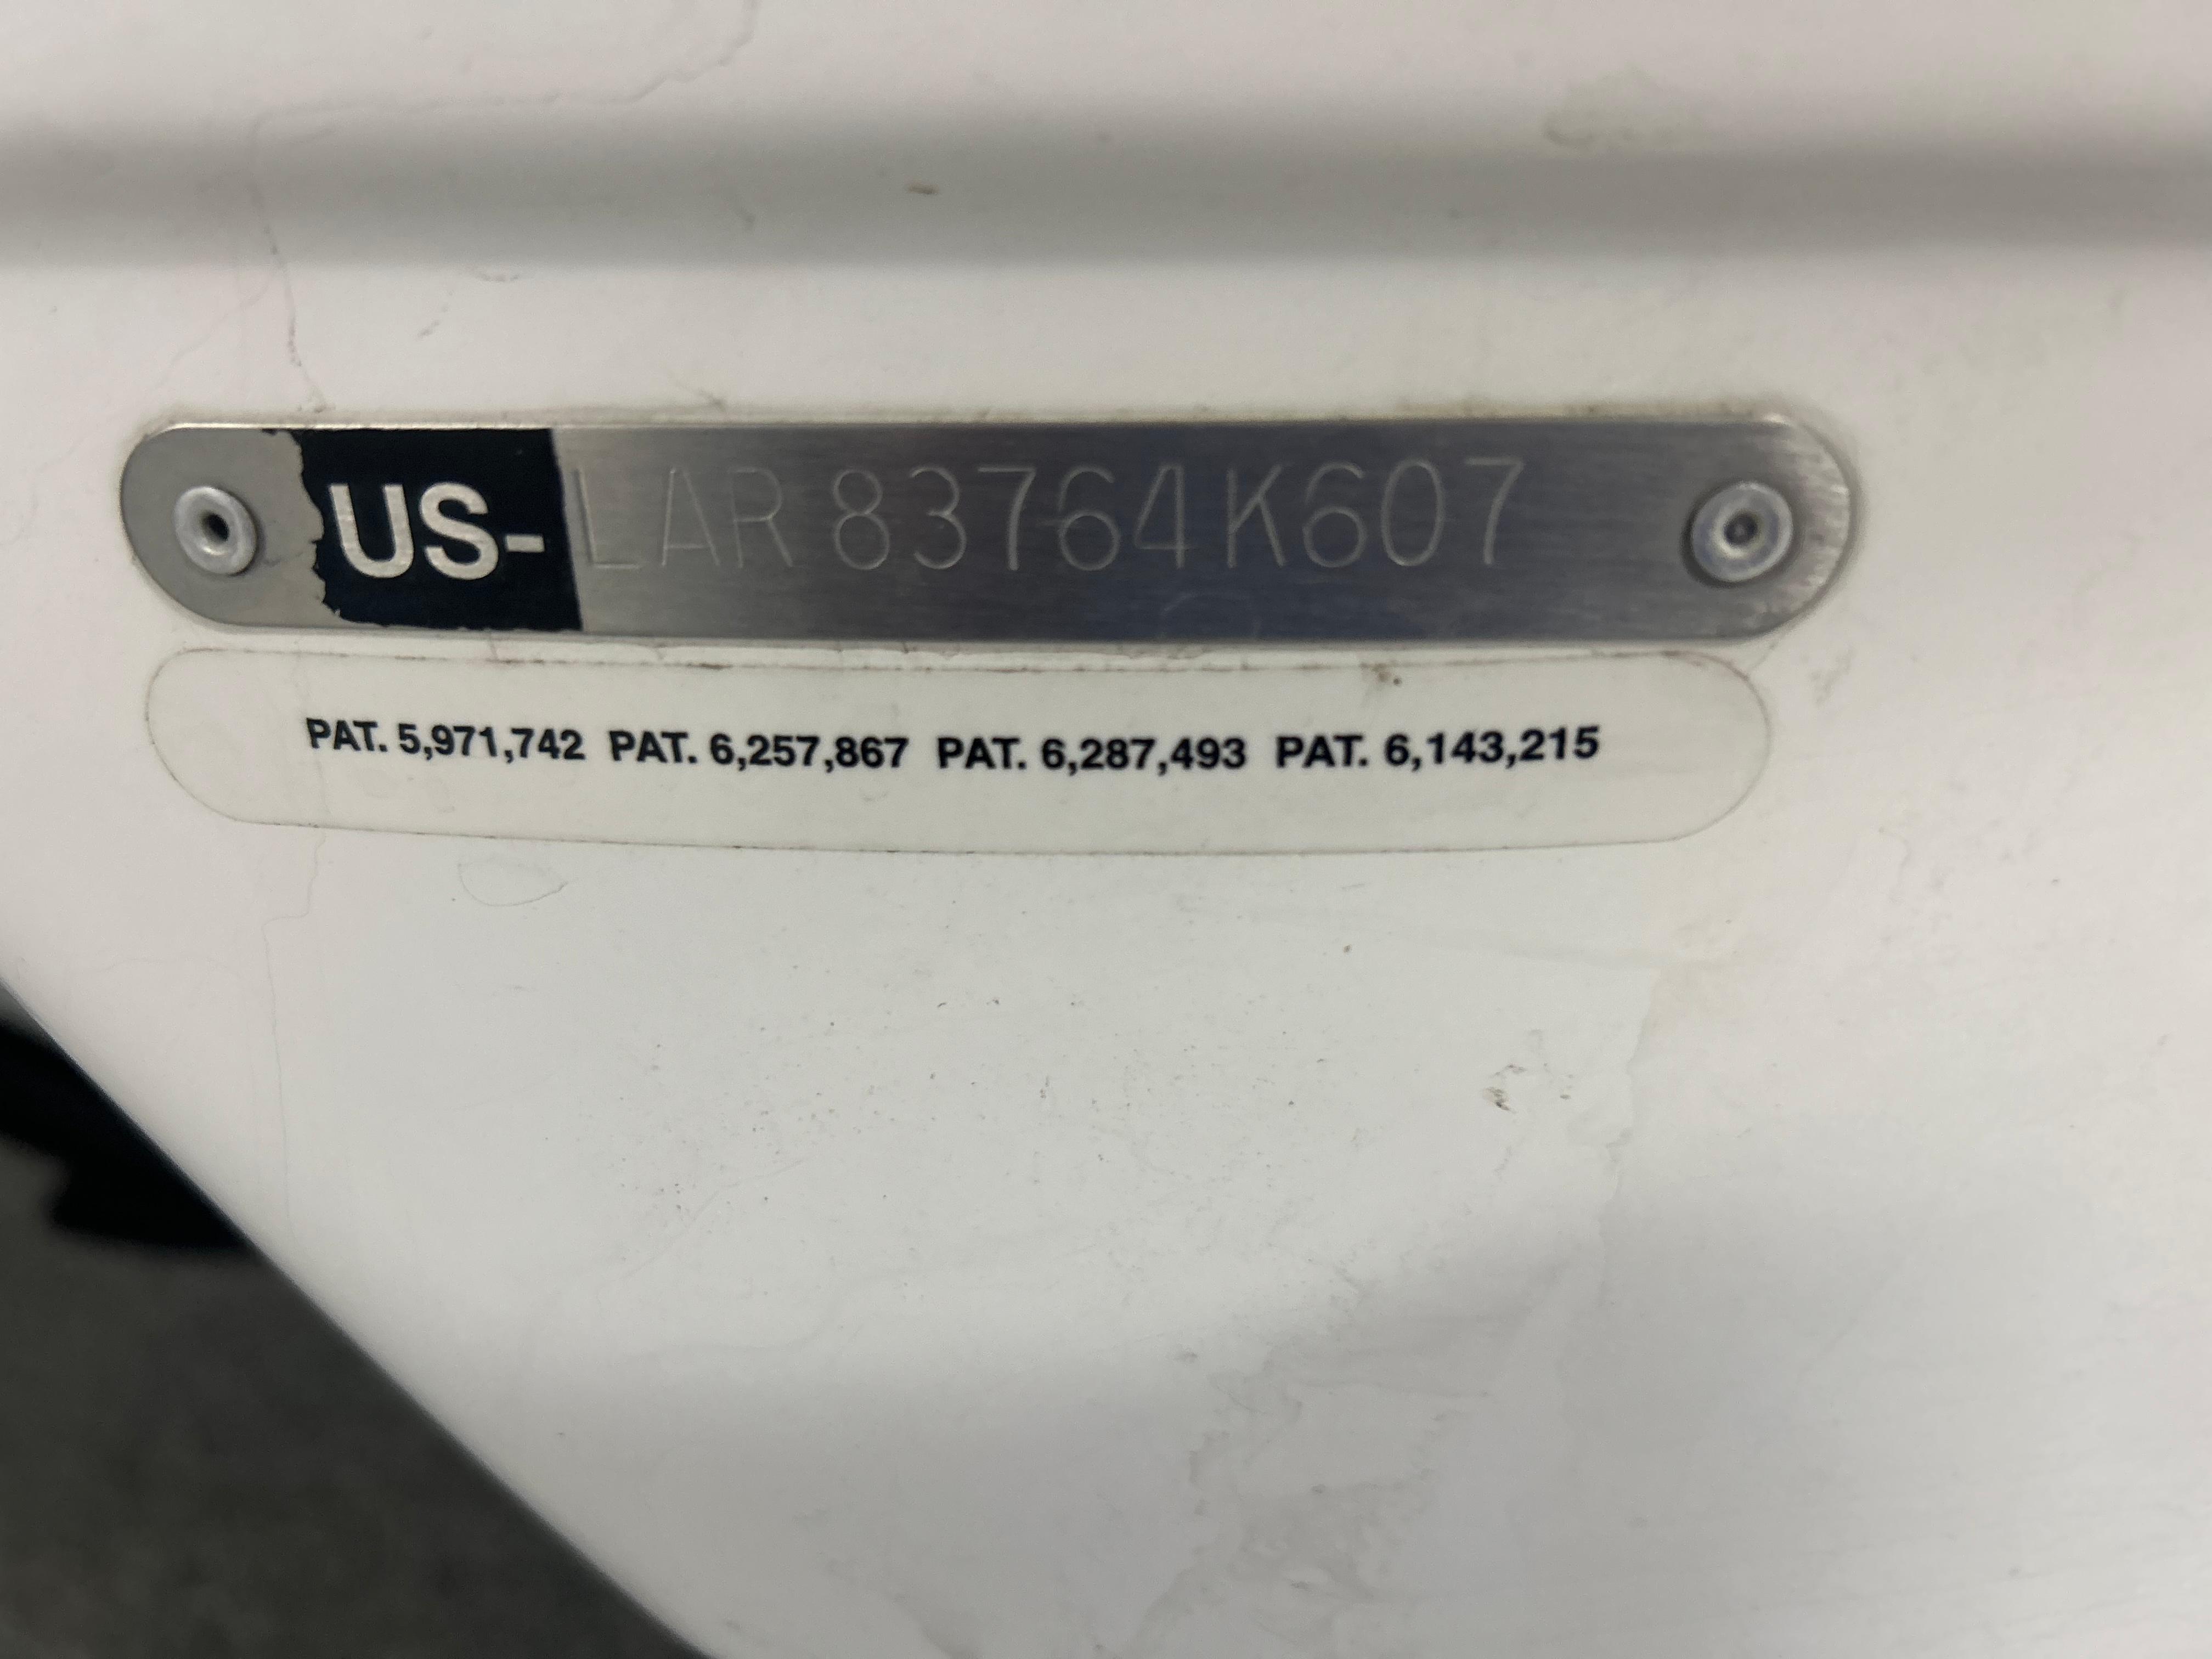 US-LAR83764K607
PAT. 5,971,742 PAT. 6,257,867 PAT. 6,287,493 PAT. 6,143,215